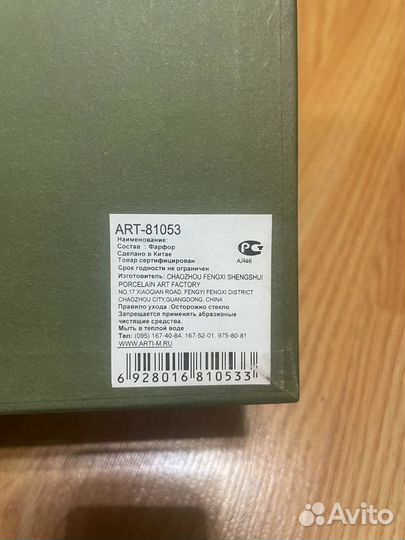 ART-81053
Наименование:
Состав : Фарфор
Сделано в Китае
Товар сертифицирован
Срок годности не ограничен
АЯ46
Изготовитель: CHAOZHOU FENGXI SHENGSHUI
PORCELAIN ART FACTORY
NO.17 XIAOQIAN ROAD, FENGYI FENGXI DISTRICT
CHAOZHOU CITY,GUANGDONG. CHINA
Правило ухода :Осторожно стекло
Запрещается применять абразивные
чистящие средства.
Мыть в теплой воде
Тел: (095) 167-40-84, 167-52-01, 975-80-81
WWW.ARTI-M.RU
6 928016 810533
Avito